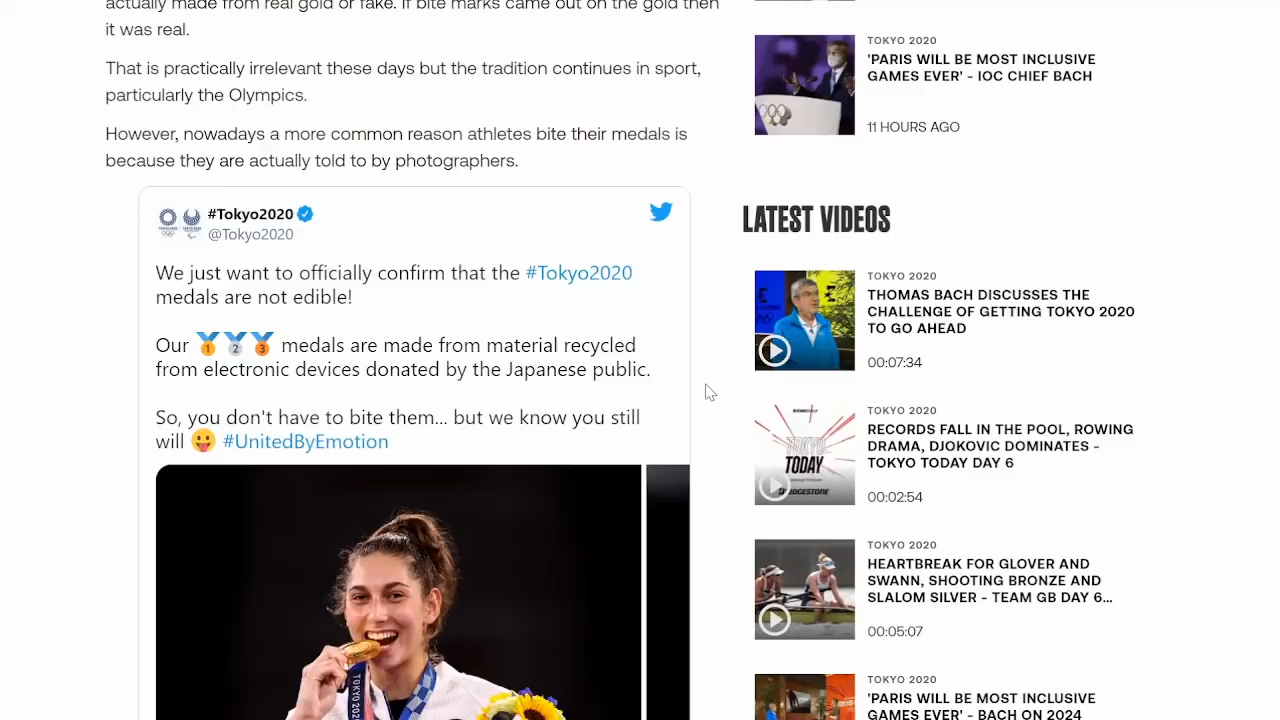 actually made from real gold or fake. If bite marks came out on the gold then
it was real.
That is practically irrelevant these days but the tradition continues in sport,
particularly the Olympics.
However, nowadays a more common reason athletes bite their medals is
because they are actually told to by photographers.
#Tokyo2020
@Tokyo2020
We just want to officially confirm that the #Tokyo2020
medals are not edible!
Our 🥇🥈🥉 medals are made from material recycled
from electronic devices donated by the Japanese public.
So, you don't have to bite them... but we know you still
will 😛 #UnitedByEmotion
TOKYO 202
TOKYO 2020
'PARIS WILL BE MOST INCLUSIVE
GAMES EVER' - IOC CHIEF BACH
11 HOURS AGO
LATEST VIDEOS
TOKYO 2020
THOMAS BACH DISCUSSES THE
CHALLENGE OF GETTING TOKYO 2020
TO GO AHEAD
00:07:34
TOKYO
TODAY
BRIDGESTONE
TOKYO 2020
RECORDS FALL IN THE POOL, ROWING
DRAMA, DJOKOVIC DOMINATES -
TOKYO TODAY DAY 6
00:02:54
TOKYO 2020
HEARTBREAK FOR GLOVER AND
SWANN, SHOOTING BRONZE AND
SLALOM SILVER - TEAM GB DAY 6...
00:05:07
TOKYO 2020
'PARIS WILL BE MOST INCLUSIVE
GAMES EVER' - BACH ON 2024